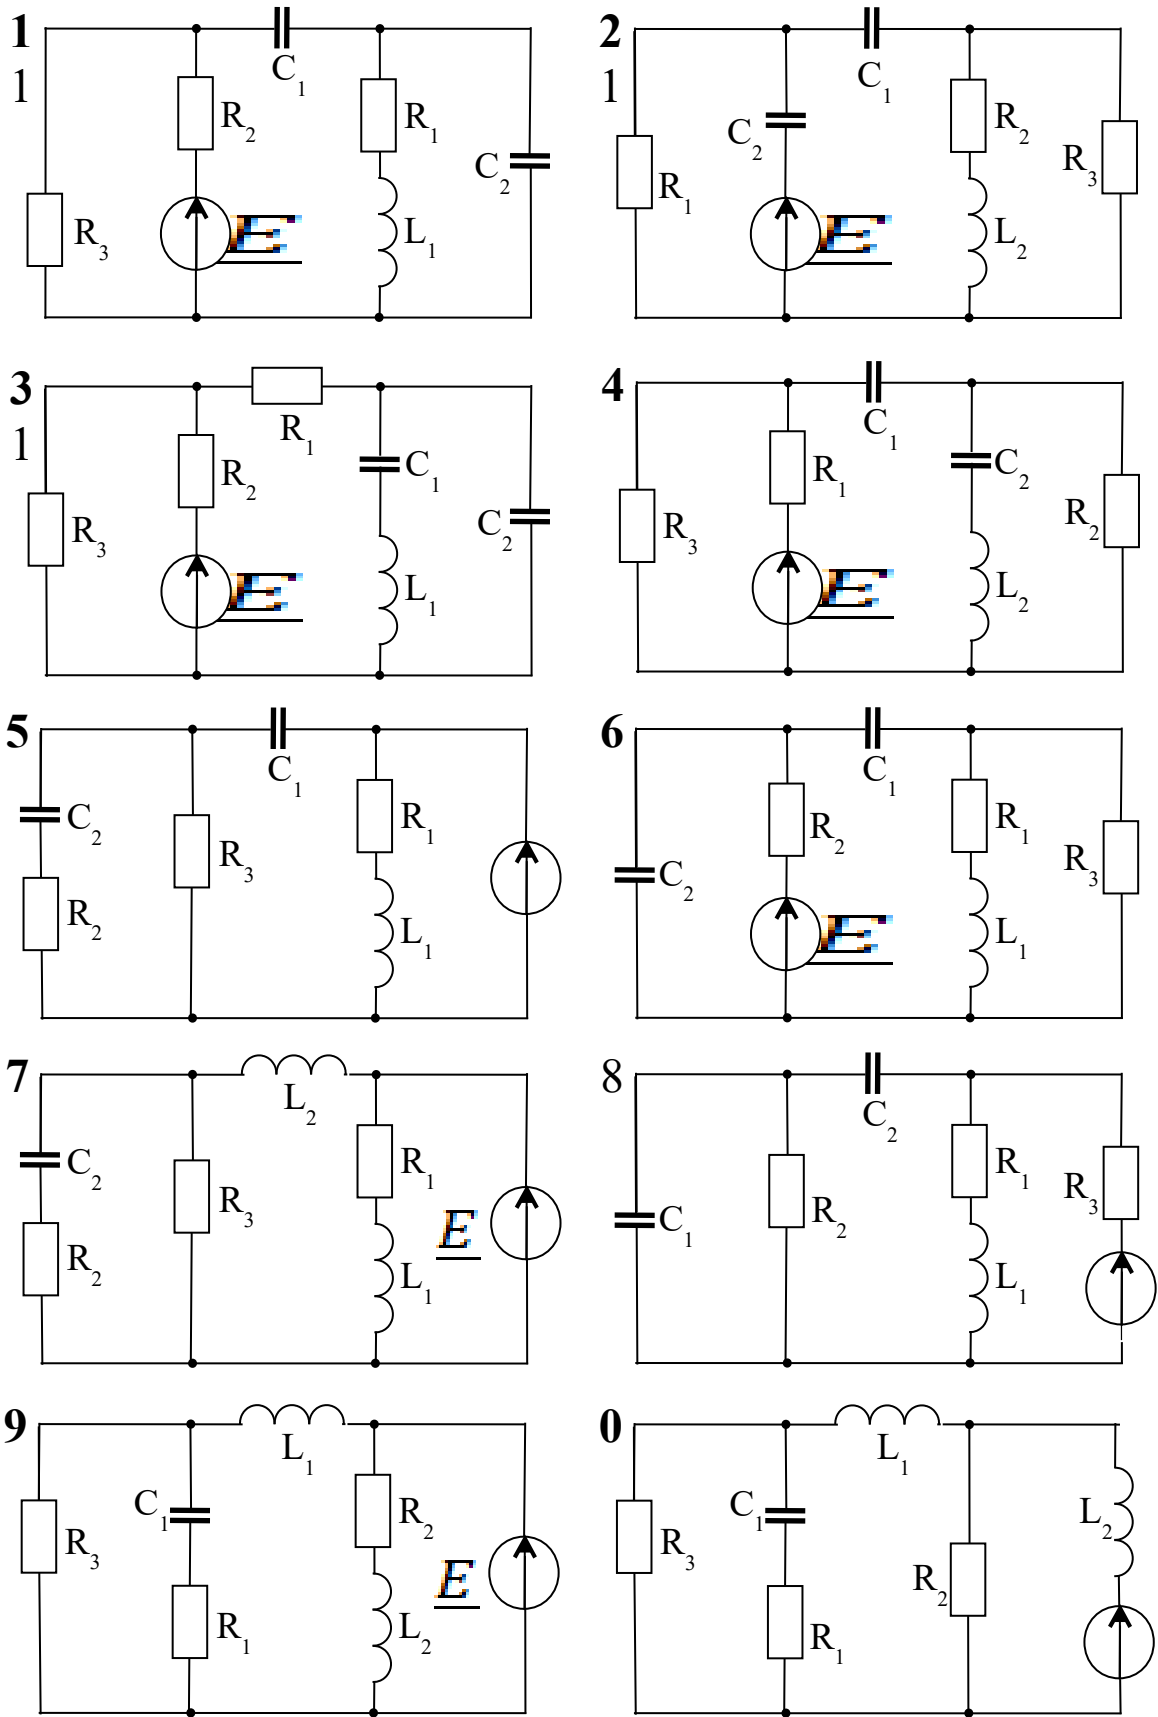 1 C1 2 C1
1 R2 R1 C2 1 C2 R2 R3
R3 E L1 R1 E L2
3 R1 4 C1
1 R2 C1 C2 R1 C2 R2
R3 E L1 R3 E L2
5 C1 6 C1
C2 R3 R1 R2 R1 R3
R2 L1 C2 E L1
7 L2 8 C2
C2 R3 R1 R1 R3
R2 E L1 C1 R2 L1
9 L1 0 L1
R3 C1 R2 R3 C1 L2
R1 E L2 R1 R2